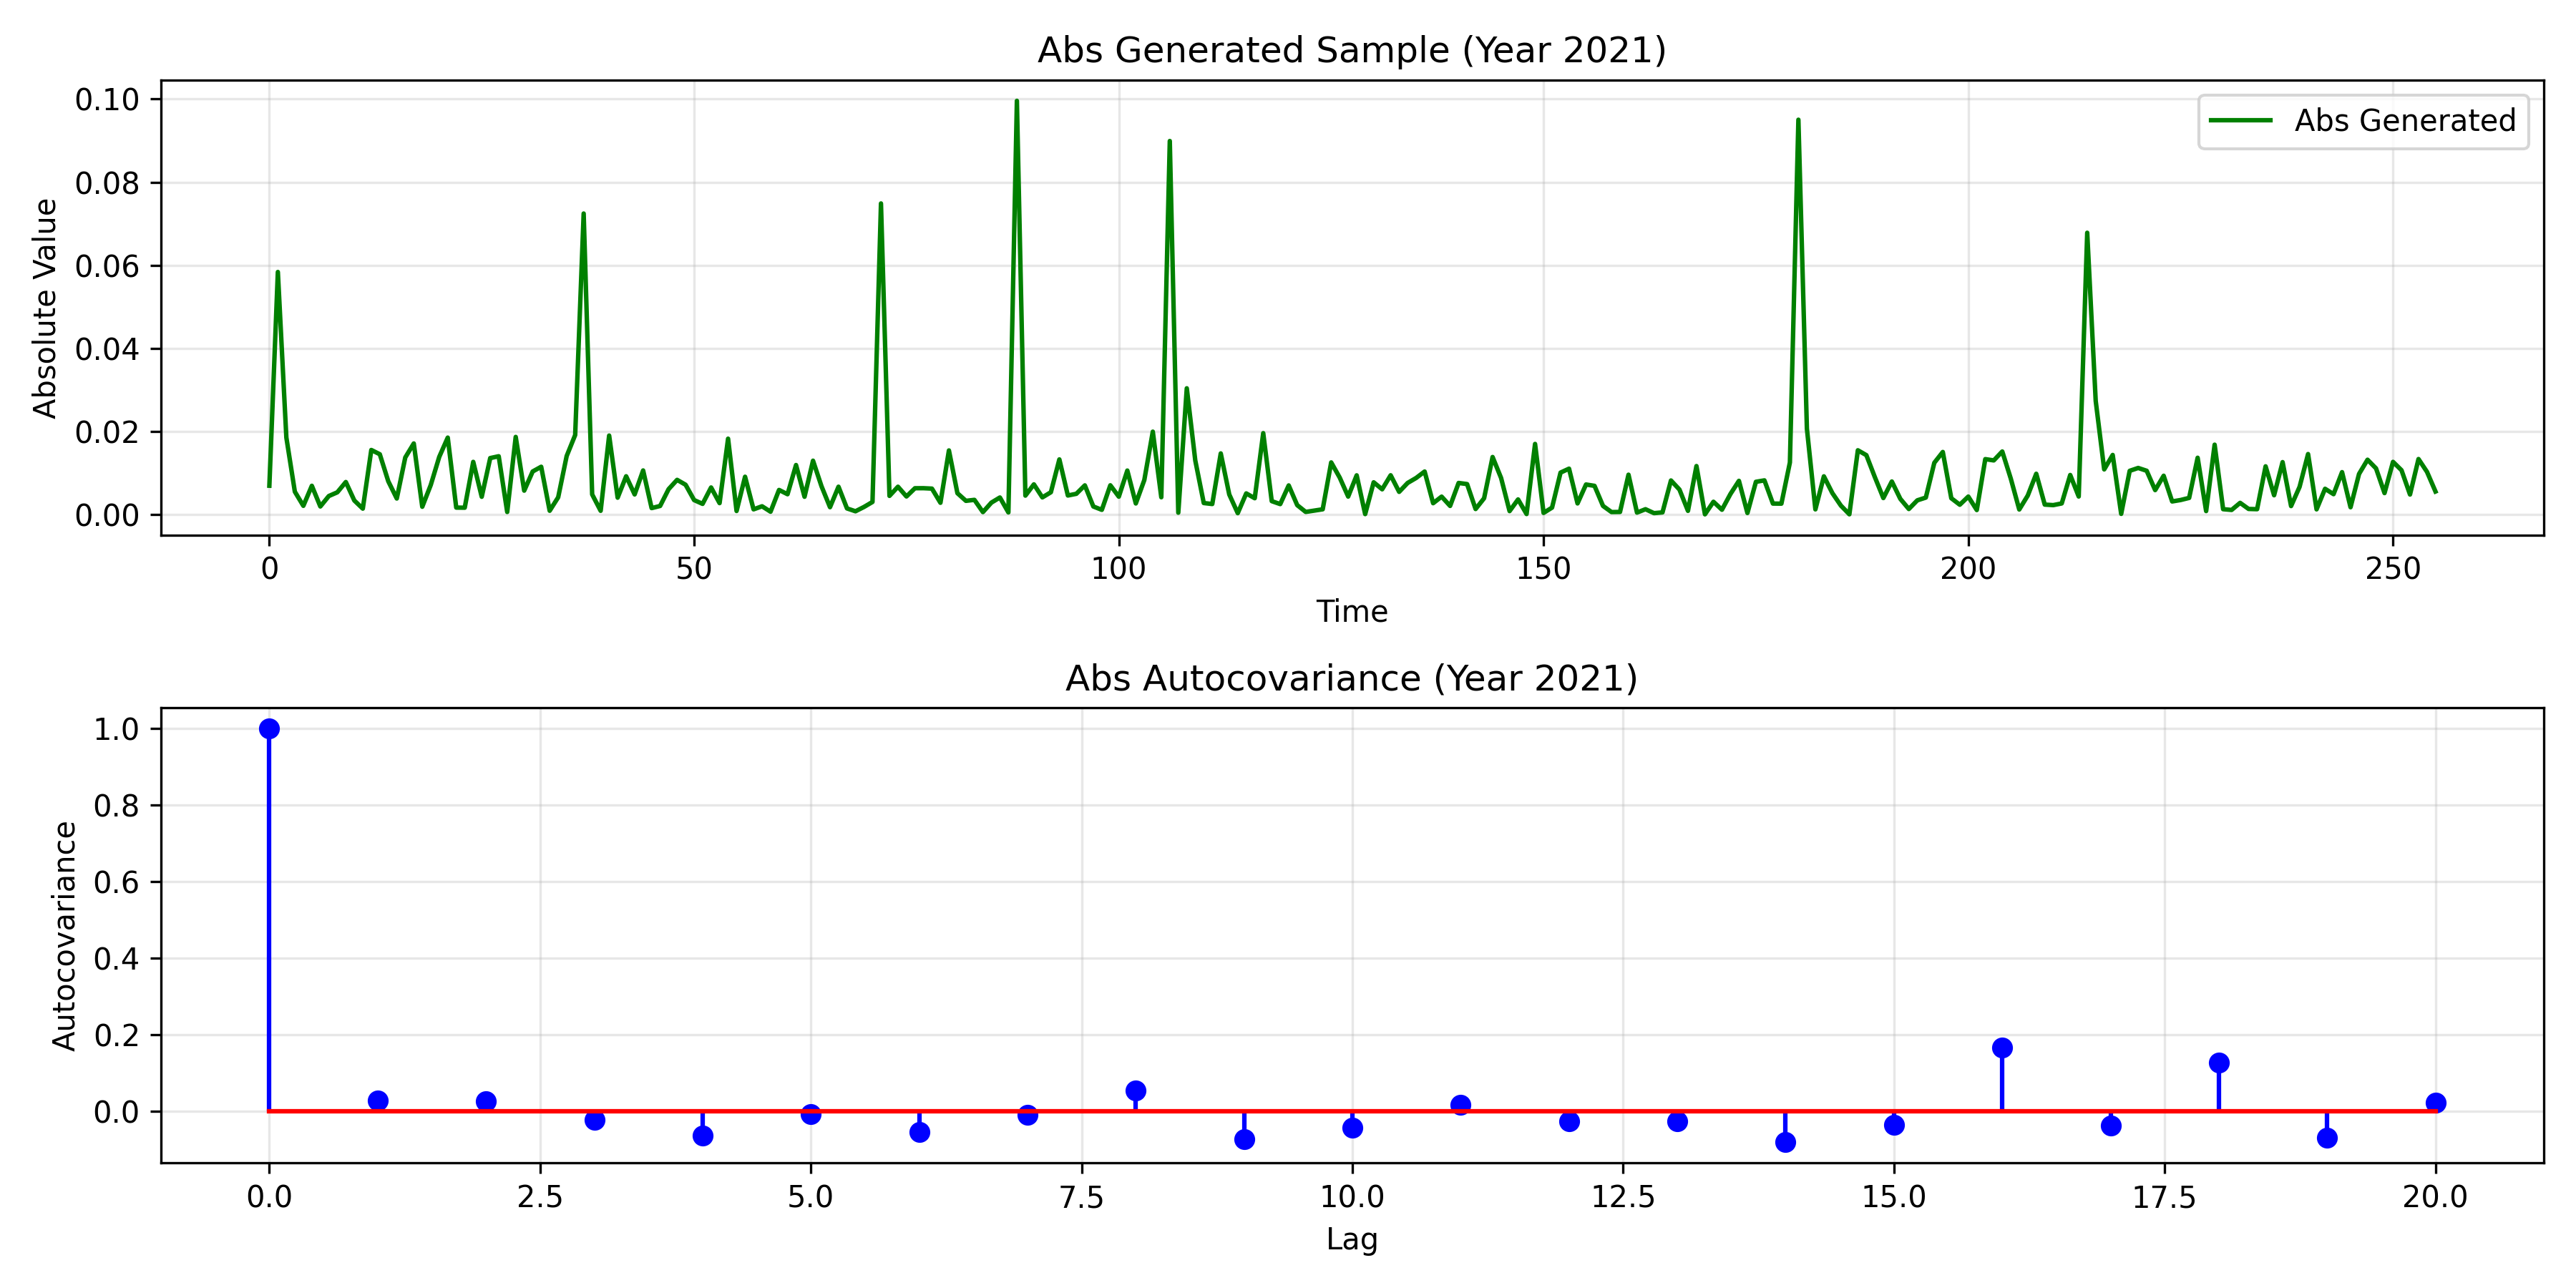 Abs Generated Sample (Year 2021)
Abs Generated
Absolute Value
0.10
0.08
0.06
0.04
0.02
0.00
0 50 100 150 200 250
Time
Abs Autocovariance (Year 2021)
Autocovariance
1.0
0.8
0.6
0.4
0.2
0.0
0.0 2.5 5.0 7.5 10.0 12.5 15.0 17.5 20.0
Lag